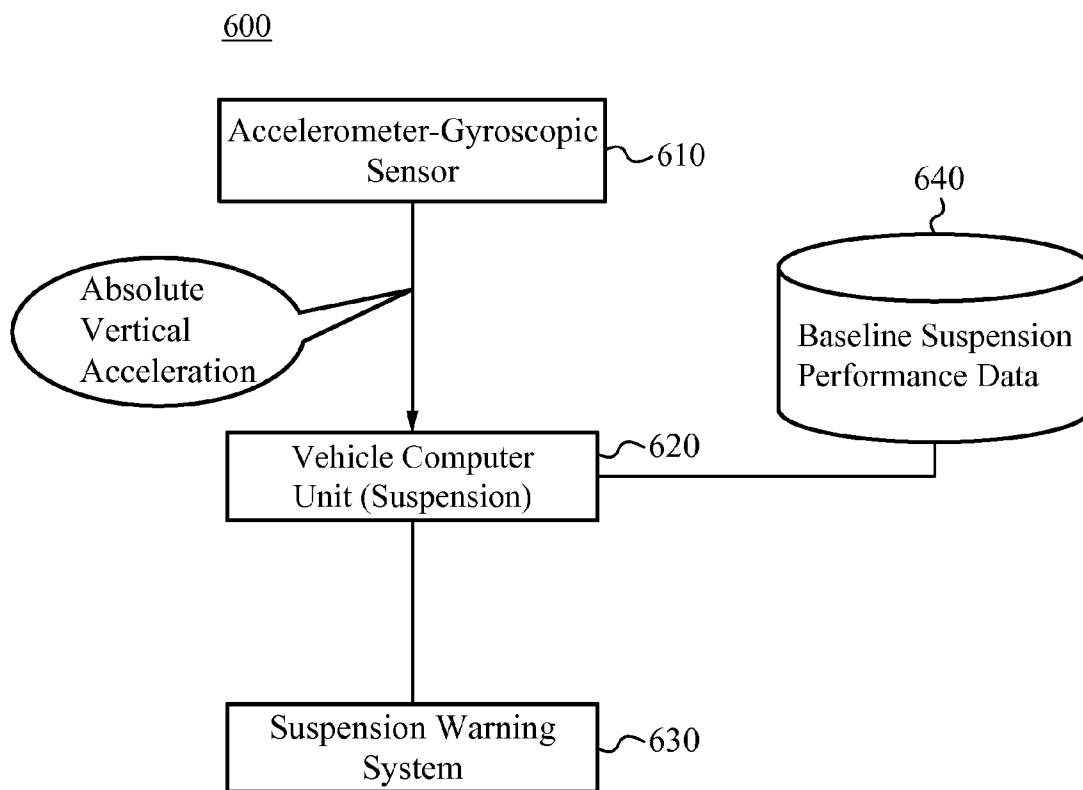 600
Accelerometer-Gyroscopic
Sensor
610
640
Absolute
Vertical
Acceleration
Baseline Suspension
Performance Data
Vehicle Computer
Unit (Suspension)
620
Suspension Warning
System
630